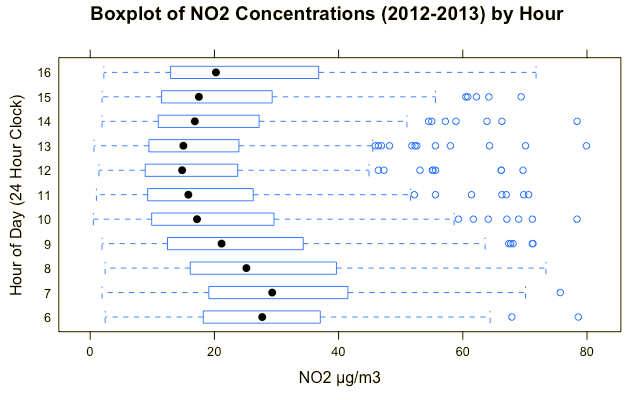 Boxplot of NO2 Concentrations (2012-2013) by Hour
Hour of Day (24 Hour Clock)
16
15
14
13
12
11
10
9
8
7
6
0 20 40 60 80
NO2 µg/m3